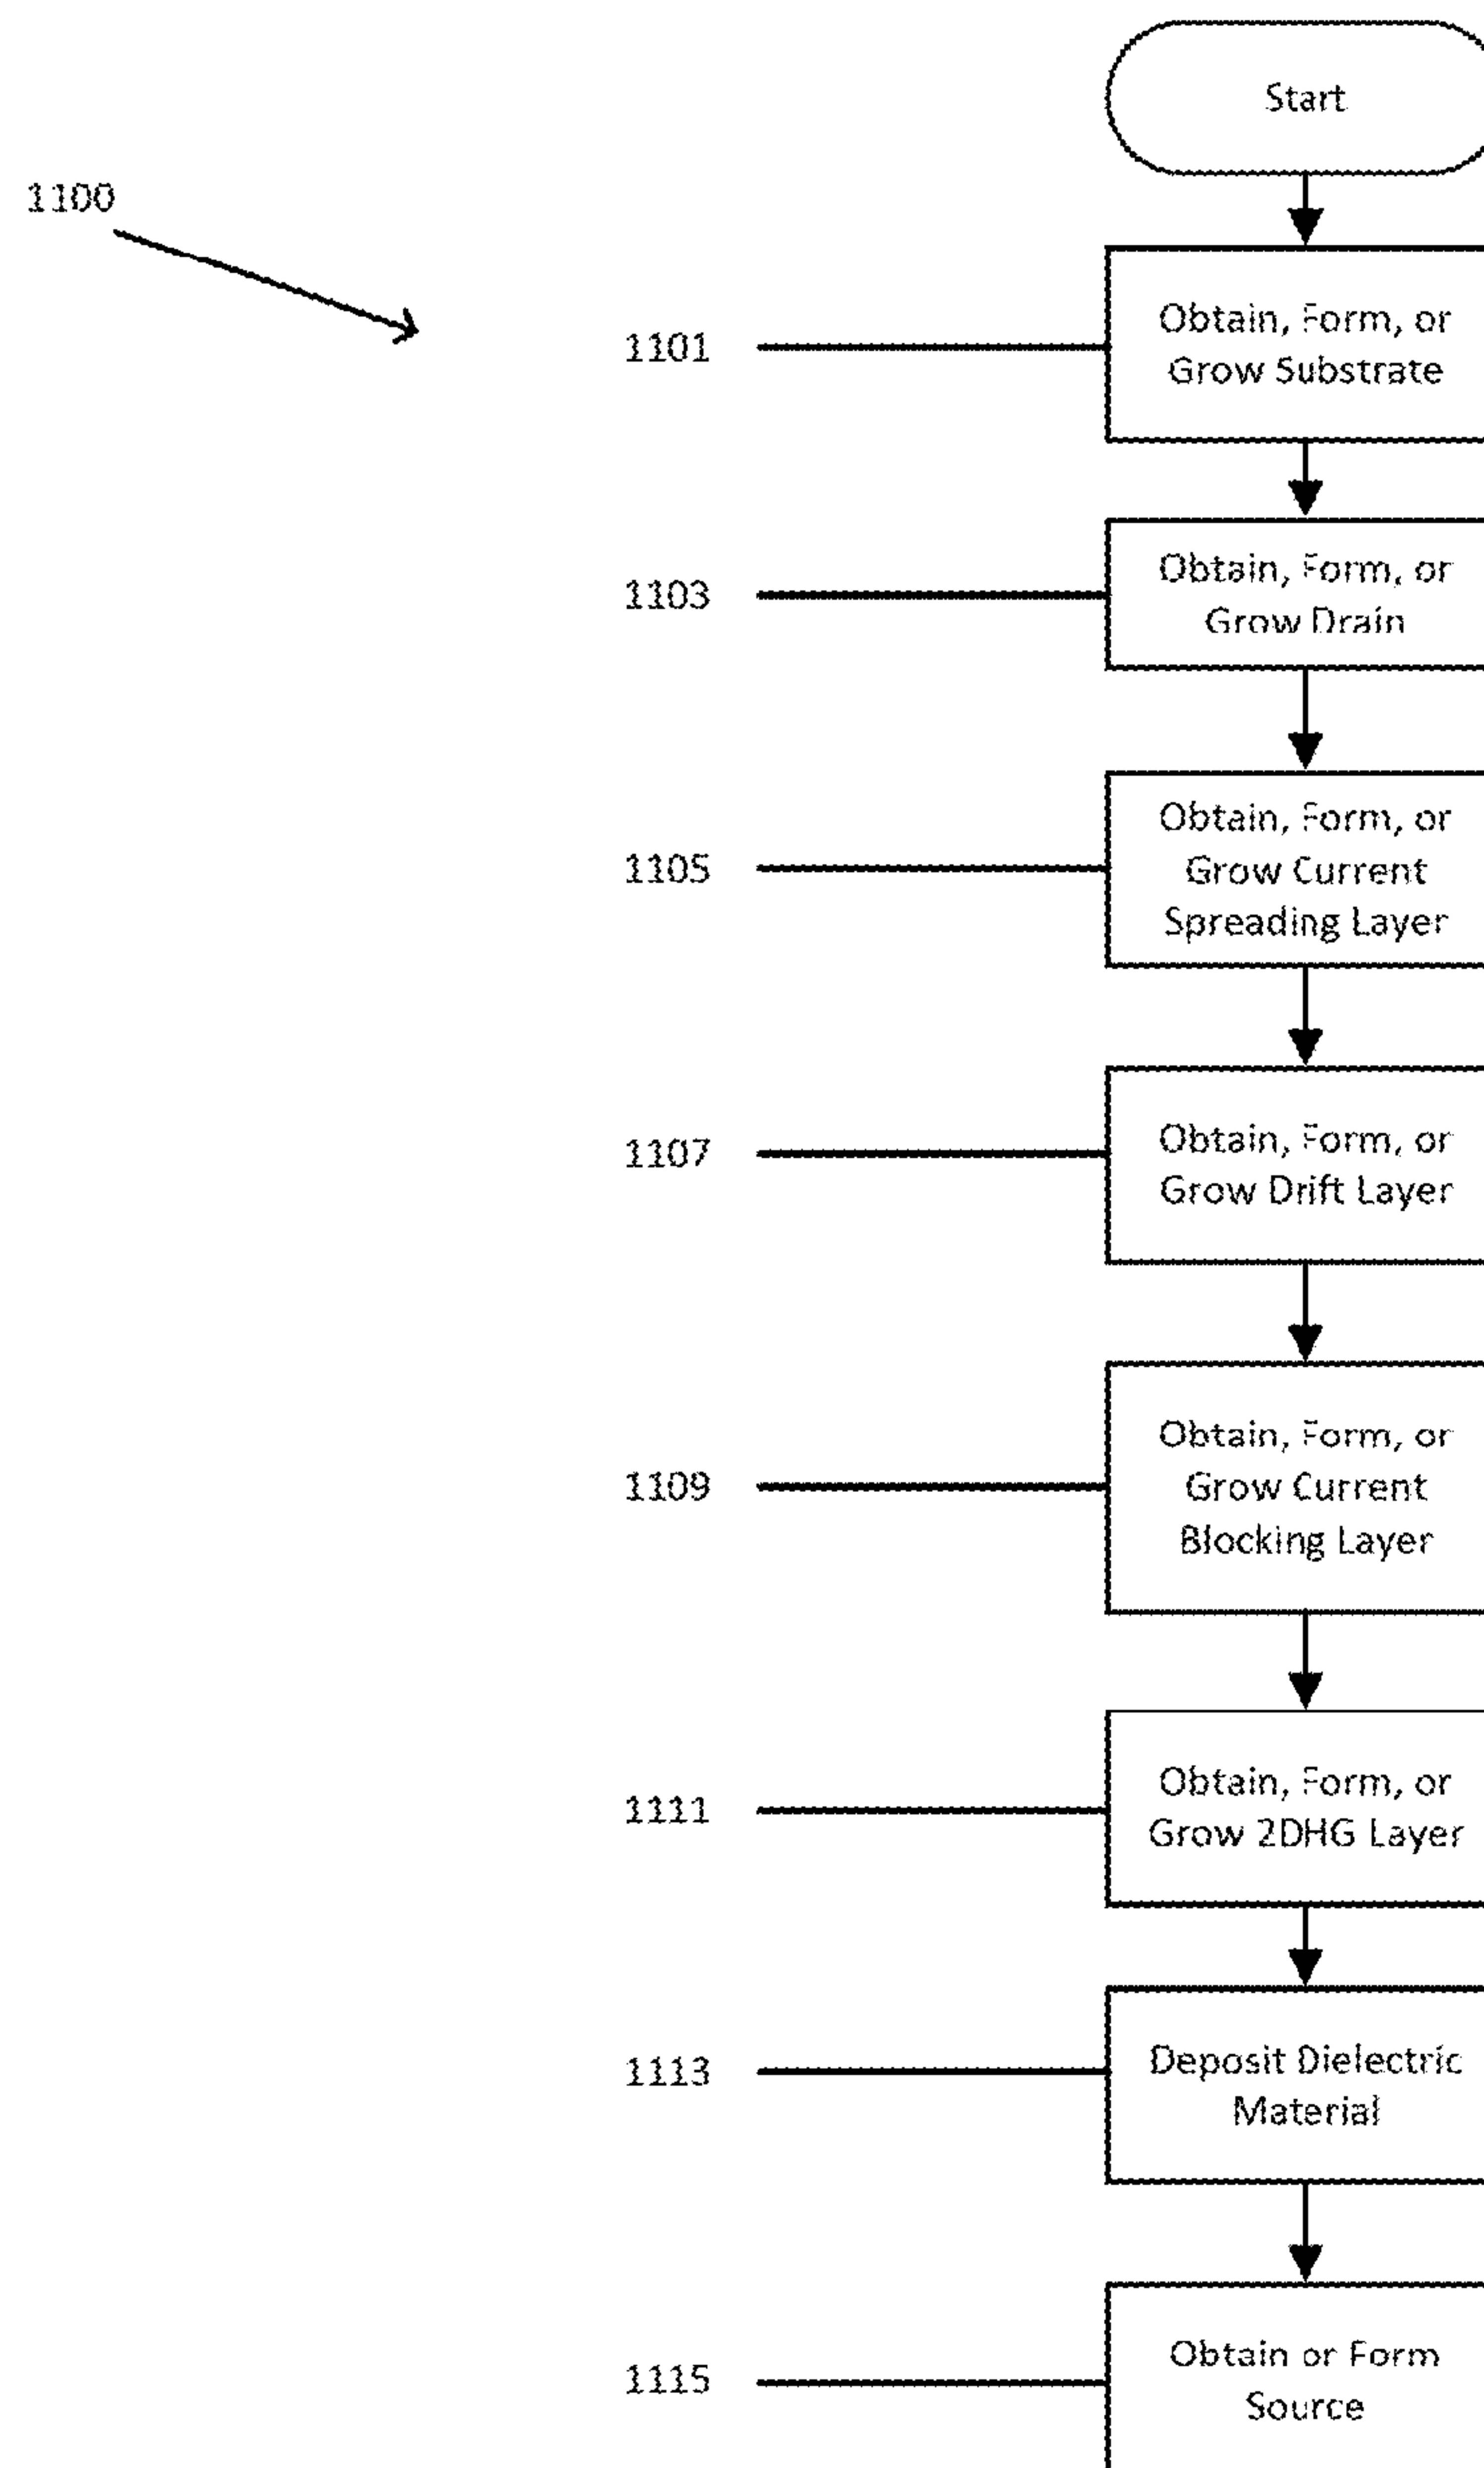 Start
1100
1101
Obtain, Form, or
Grow Substrate
1103
Obtain, Form, or
Grow Drain
1105
Obtain, Form, or
Grow Current
Spreading Layer
1107
Obtain, Form, or
Grow Drift Layer
1109
Obtain, Form, or
Grow Current
Blocking Layer
1111
Obtain, Form, or
Grow 2DHG Layer
1113
Deposit Dielectric
Material
1115
Obtain or Form
Source